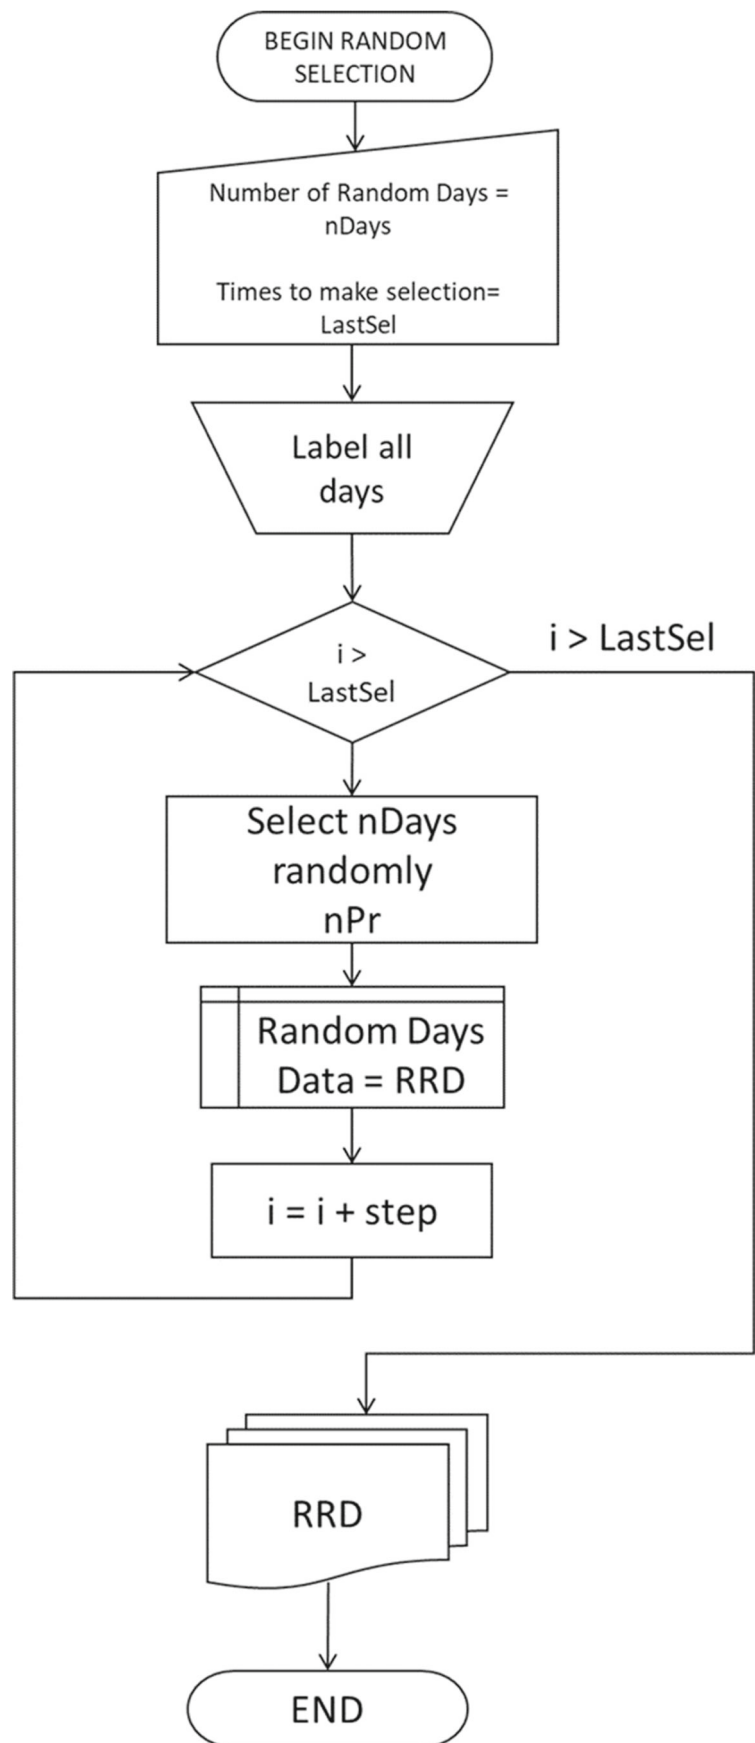 BEGIN RANDOM
SELECTION
Number of Random Days =
nDays
Times to make selection=
LastSel
Label all
days
i >
LastSel
i > LastSel
Select nDays
randomly
nPr
Random Days
Data = RRD
i = i + step
RRD
END